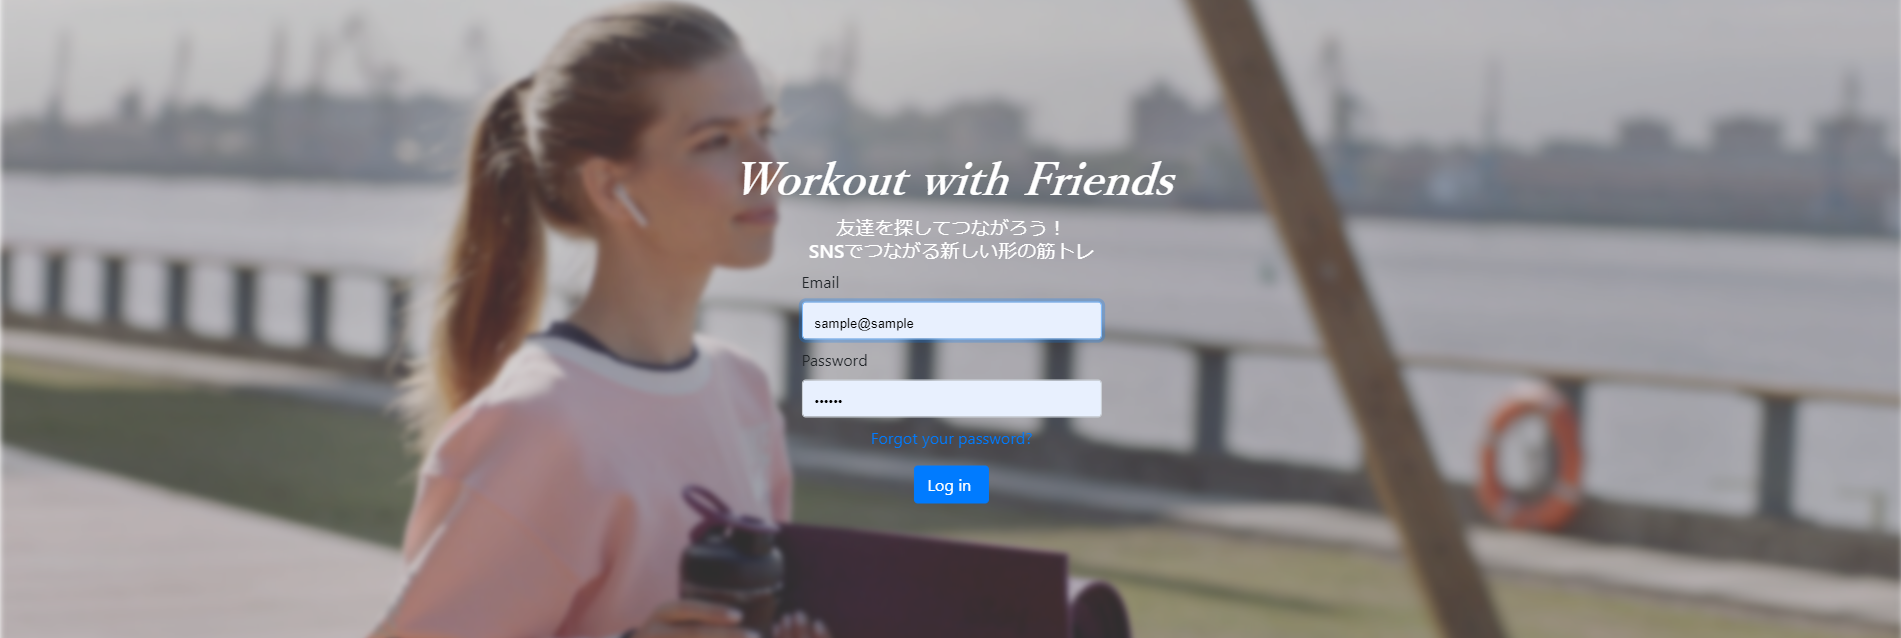 Workout with Friends
友達を探してつながろう！
SNSでつながる新しい形の筋トレ
Email
sample@sample
Password
••••••
Forgot your password?
Log in